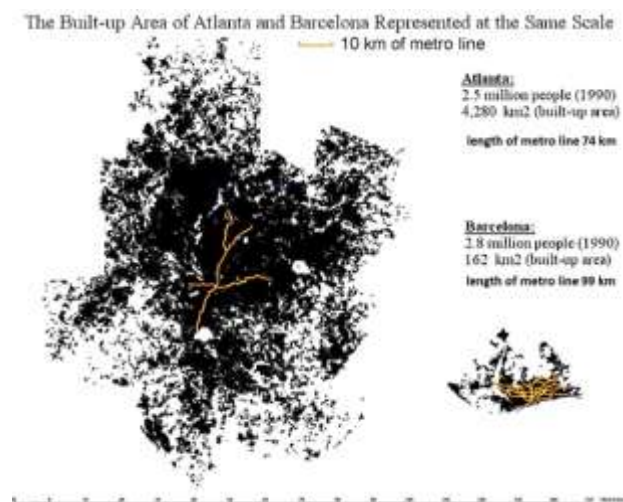 The Built-up Area of Atlanta and Barcelona Represented at the Same Scale
10 km of metro line
Atlanta:
2.5 million people (1990)
4,280 km2 (built-up area)
length of metro line 74 km
Barcelona:
2.8 million people (1990)
162 km2 (built-up area)
length of metro line 99 km